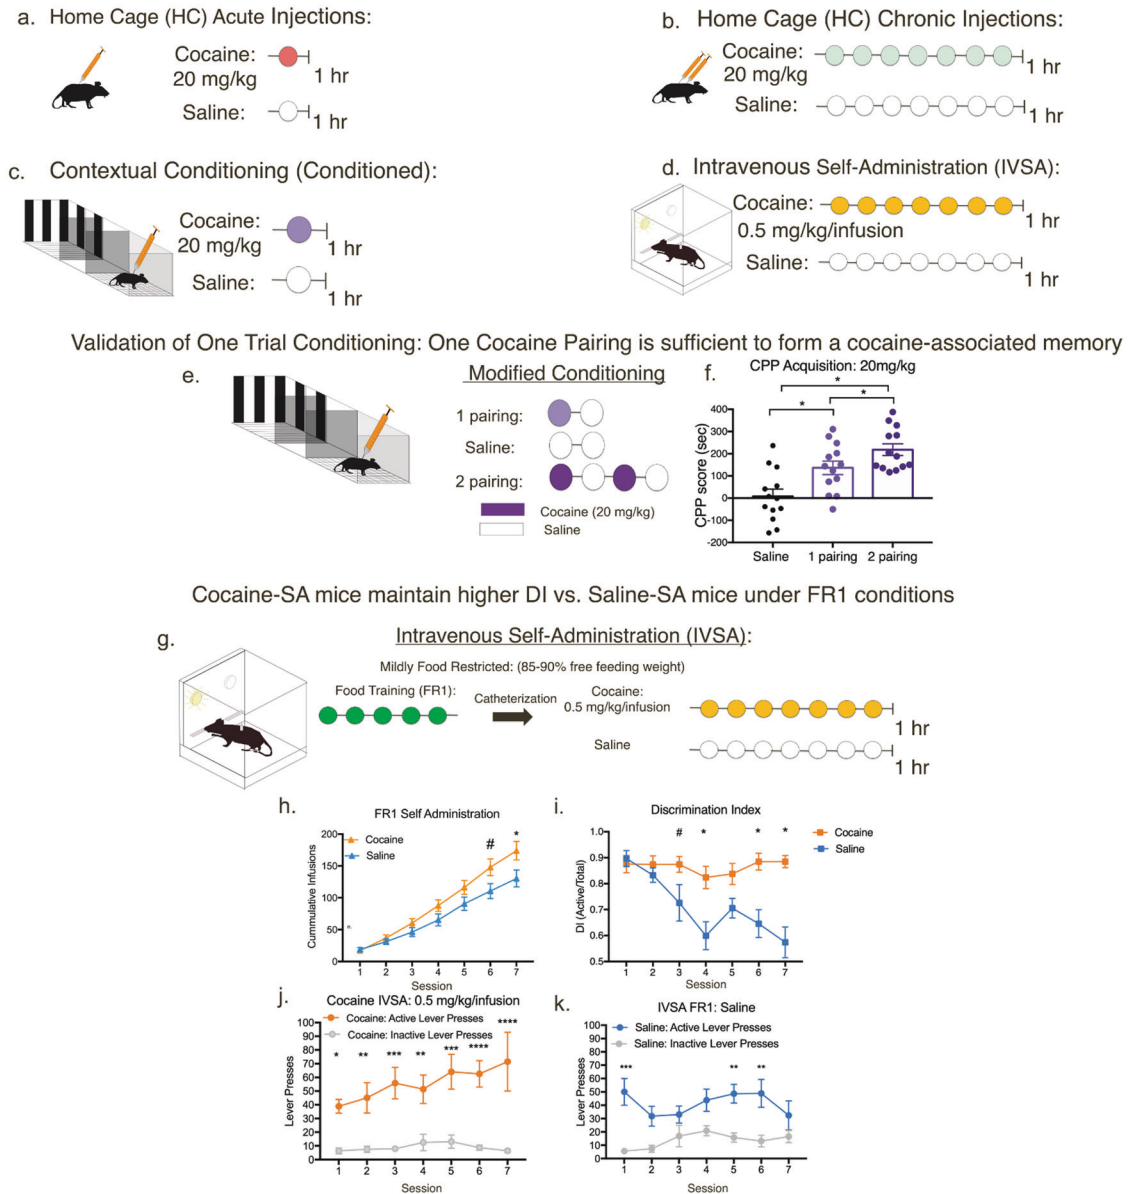 a. Home Cage (HC) Acute Injections:
Cocaine:
20 mg/kg
1 hr
Saline:
1 hr
b. Home Cage (HC) Chronic Injections:
Cocaine:
20 mg/kg
1 hr
Saline:
1 hr
c. Contextual Conditioning (Conditioned):
Cocaine:
20 mg/kg
1 hr
Saline:
1 hr
d. Intravenous Self-Administration (IVSA):
Cocaine:
0.5 mg/kg/infusion
1 hr
Saline:
1 hr
Validation of One Trial Conditioning: One Cocaine Pairing is sufficient to form a cocaine-associated memory
e.
Modified Conditioning
1 pairing:
Saline:
2 pairing:
Cocaine (20 mg/kg)
Saline
f.
CPP Acquisition: 20mg/kg
*
*
*
CPP score (sec)
400
300
200
100
0
-100
-200
Saline 1 pairing 2 pairing
Cocaine-SA mice maintain higher DI vs. Saline-SA mice under FR1 conditions
g.
Intravenous Self-Administration (IVSA):
Mildly Food Restricted: (85-90% free feeding weight)
Food Training (FR1):
Catheterization
Cocaine:
0.5 mg/kg/infusion
1 hr
Saline
1 hr
h.
FR1 Self Administration
Cocaine
Saline
# *
Cummulative Infusions
200
150
100
50
0
1 2 3 4 5 6 7
Session
i.
Discrimination Index
# * * *
Cocaine
Saline
DI (Active/Total)
1.0
0.9
0.8
0.7
0.6
0.5
1 2 3 4 5 6 7
Session
j.
Cocaine IVSA: 0.5 mg/kg/infusion
Cocaine: Active Lever Presses
Cocaine: Inactive Lever Presses
* ** *** ** *** **** ****
Lever Presses
100
90
80
70
60
50
40
30
20
10
0
1 2 3 4 5 6 7
Session
k.
IVSA FR1: Saline
Saline: Active Lever Presses
Saline: Inactive Lever Presses
*** ** **
Lever Presses
100
90
80
70
60
50
40
30
20
10
0
1 2 3 4 5 6 7
Session